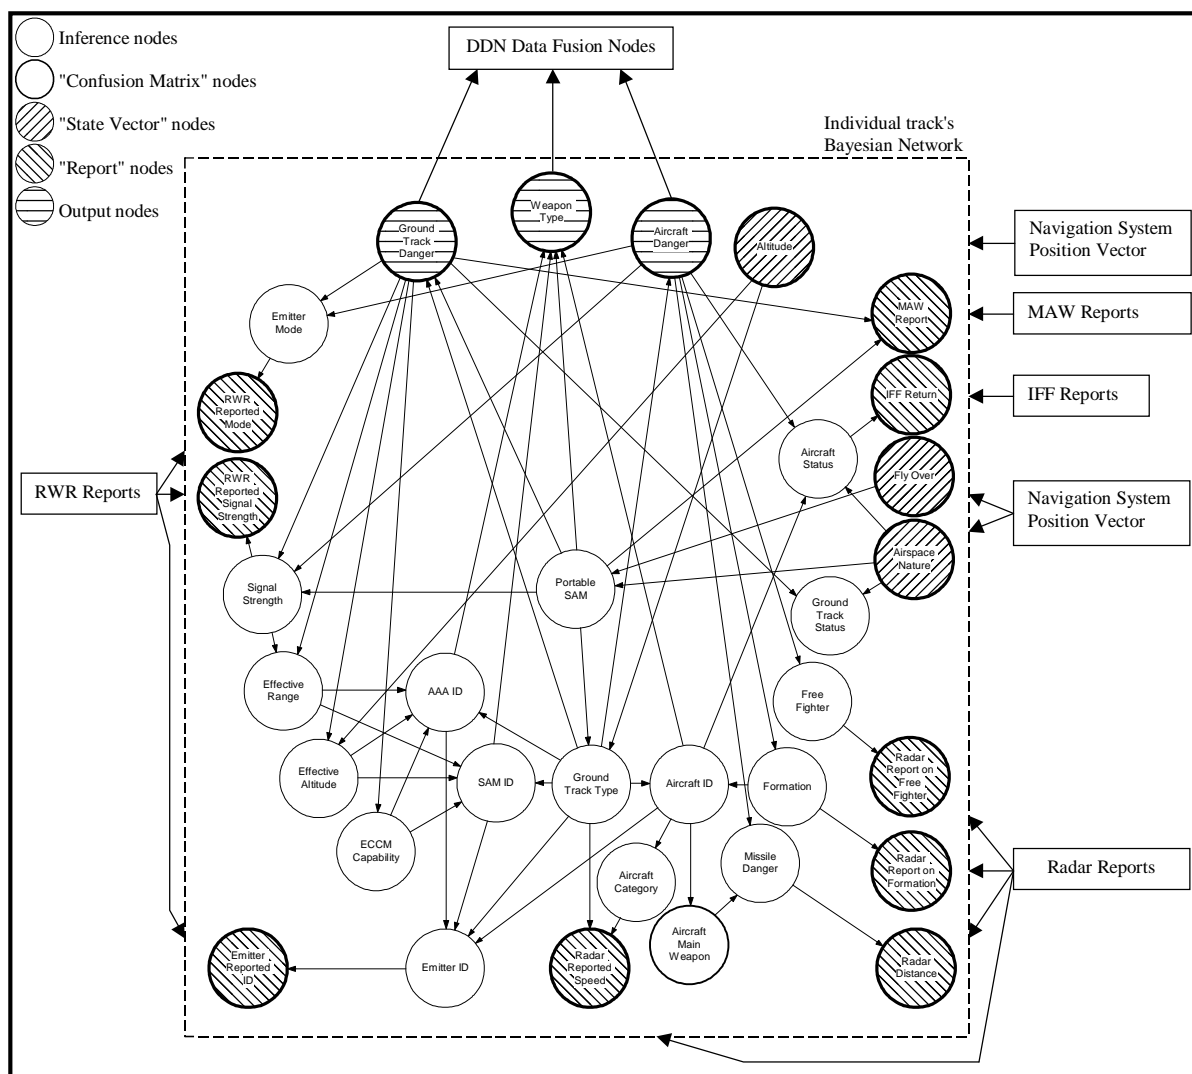 DDN Data Fusion Nodes
Inference nodes
"Confusion Matrix" nodes
"State Vector" nodes
"Report" nodes
Output nodes
Individual track's
Bayesian Network
Ground
Track
Danger
Weapon
Type
Aircraft
Danger
Altitude
Navigation System
Position Vector
Emitter
Mode
MAW
Report
MAW Reports
RWR
Reported
Mode
IFF Return
IFF Reports
Aircraft
Status
RWR Reports
RWR
Reported
Signal
Strength
Fly Over
Navigation System
Position Vector
Airspace
Nature
Signal
Strength
Portable
SAM
Ground
Track
Status
Effective
Range
AAA ID
Free
Fighter
Effective
Altitude
SAM ID
Ground
Track Type
Aircraft ID
Formation
Radar
Report on
Free
Fighter
ECCM
Capability
Aircraft
Category
Missile
Danger
Radar
Report on
Formation
Radar Reports
Aircraft
Main
Weapon
Emitter
Reported
ID
Emitter ID
Radar
Reported
Speed
Radar
Distance